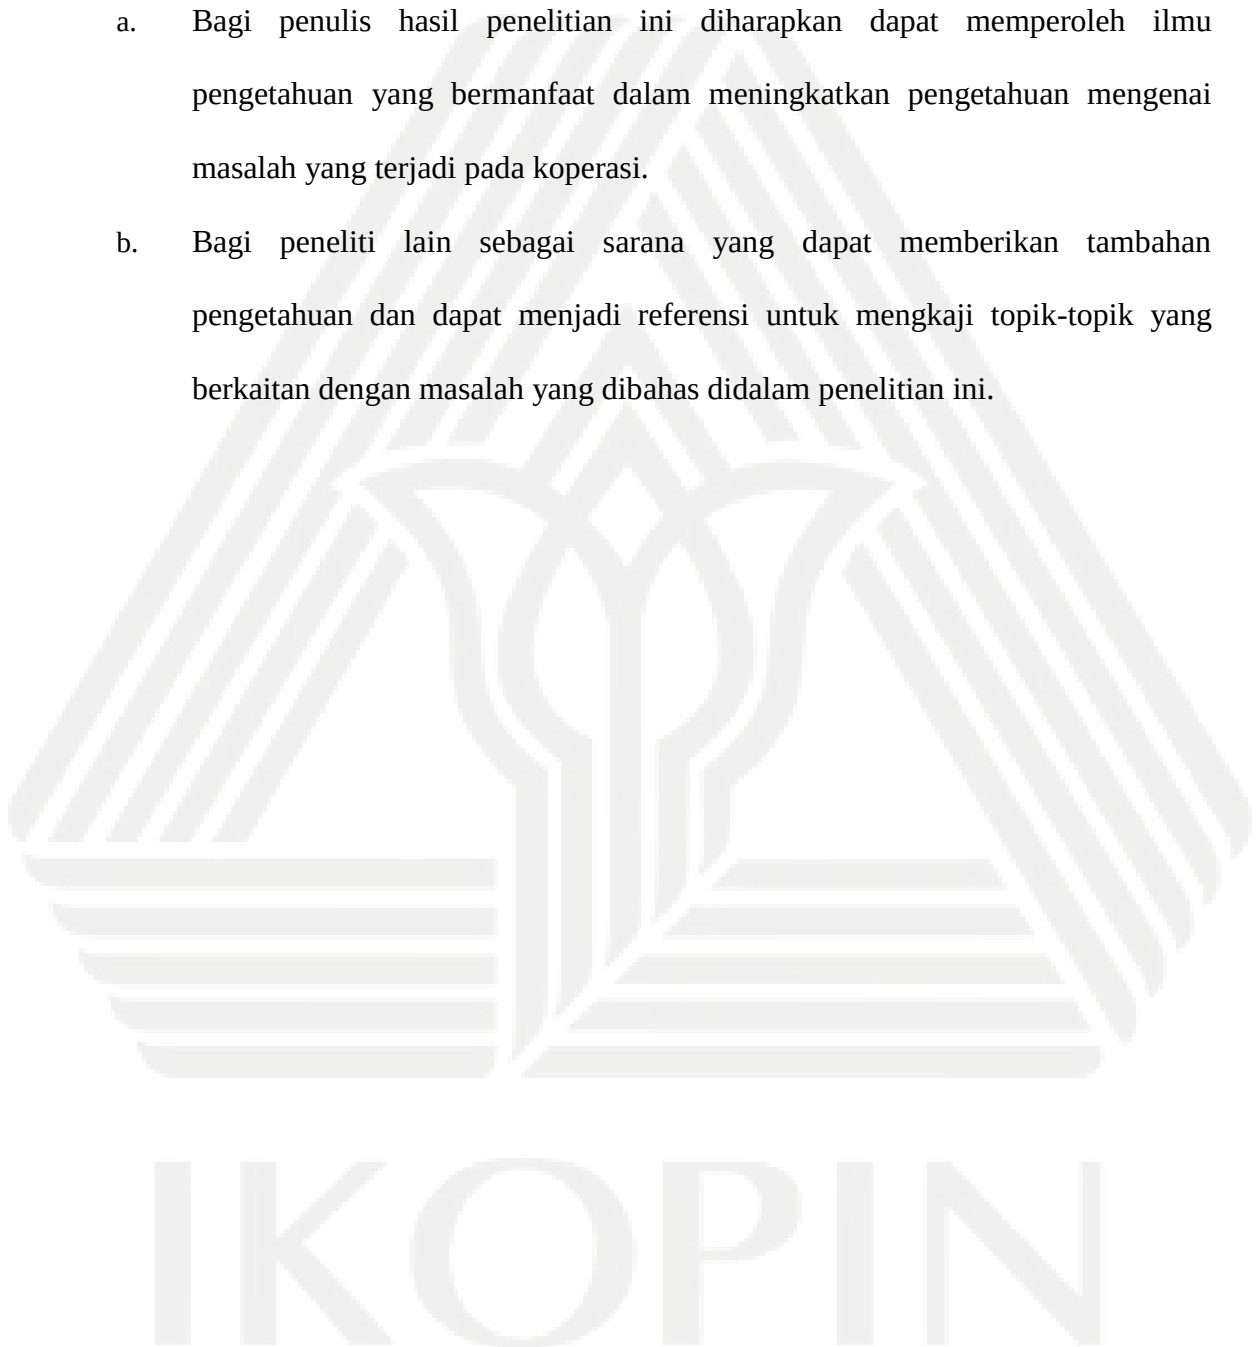 a. Bagi penulis hasil penelitian ini diharapkan dapat memperoleh ilmu
pengetahuan yang bermanfaat dalam meningkatkan pengetahuan mengenai
masalah yang terjadi pada koperasi.
b. Bagi peneliti lain sebagai sarana yang dapat memberikan tambahan
pengetahuan dan dapat menjadi referensi untuk mengkaji topik-topik yang
berkaitan dengan masalah yang dibahas didalam penelitian ini.
IKOPIN